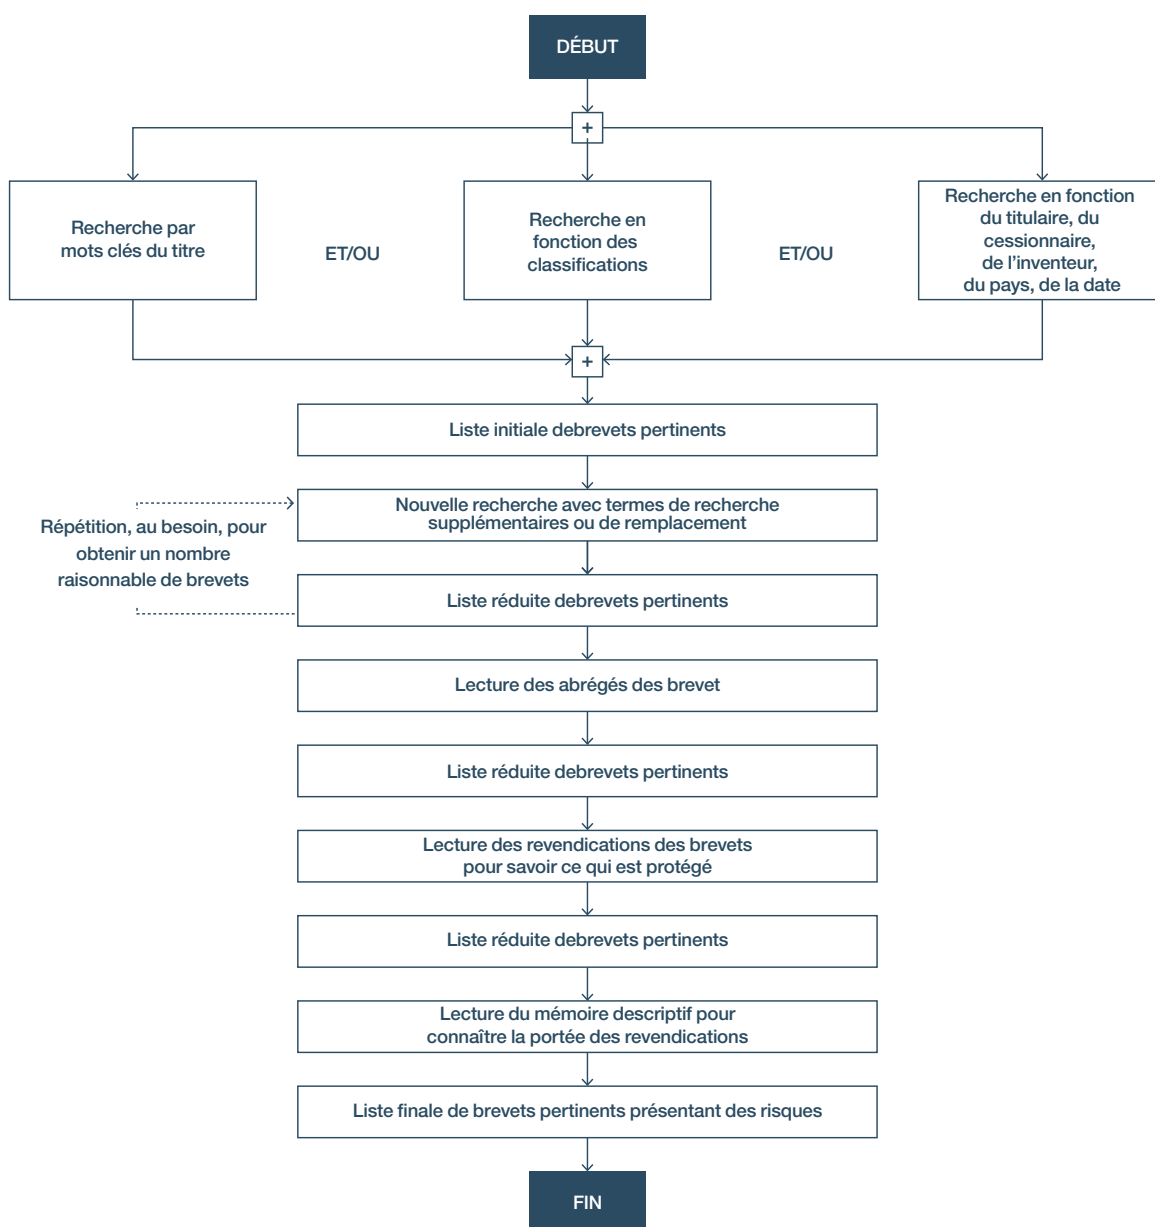 DÉBUT
+
Recherche par
mots clés du titre
ET/OU
Recherche en
fonction des
classifications
ET/OU
Recherche en fonction
du titulaire, du
cessionnaire,
de l'inventeur,
du pays, de la date
+
Liste initiale debrevets pertinents
Nouvelle recherche avec termes de recherche
supplémentaires ou de remplacement
Répétition, au besoin, pour
obtenir un nombre
raisonnable de brevets
Liste réduite debrevets pertinents
Lecture des abrégés des brevet
Liste réduite debrevets pertinents
Lecture des revendications des brevets
pour savoir ce qui est protégé
Liste réduite debrevets pertinents
Lecture du mémoire descriptif pour
connaître la portée des revendications
Liste finale de brevets pertinents présentant des risques
FIN